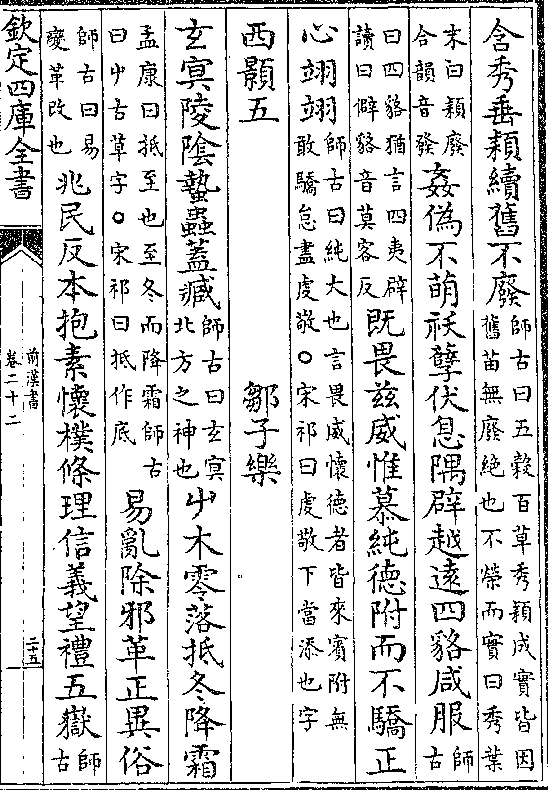 含秀垂穎續舊不廢師古曰五穀百草秀穎成實皆因舊苗無廢絕也不榮而實曰秀葉
末曰穎廢合韻音發姦偽不萌祅孽伏息隅辟越遠四貉咸服師古
曰四貉猶言四夷辟讀曰僻貉音莫客反既畏兹威惟慕純德附而不驕正
心翊翊師古曰純大也言畏威懷德者皆來賓附無敢驕怠盡虔敬○宋祁曰虔敬下當添也字
西顥五　鄒子樂
玄冥陵陰蟄蟲蓋臧師古曰玄冥北方之神也屮木零落抵冬降霜
孟康曰抵至也至冬而降霜師古曰屮古草字○宋祁曰抵作底易亂除邪革正異俗
師古曰易變革改也兆民反本抱素懷樸條理信義望禮五嶽師古
欽定四庫全書
前漢書
卷二十二
二十五